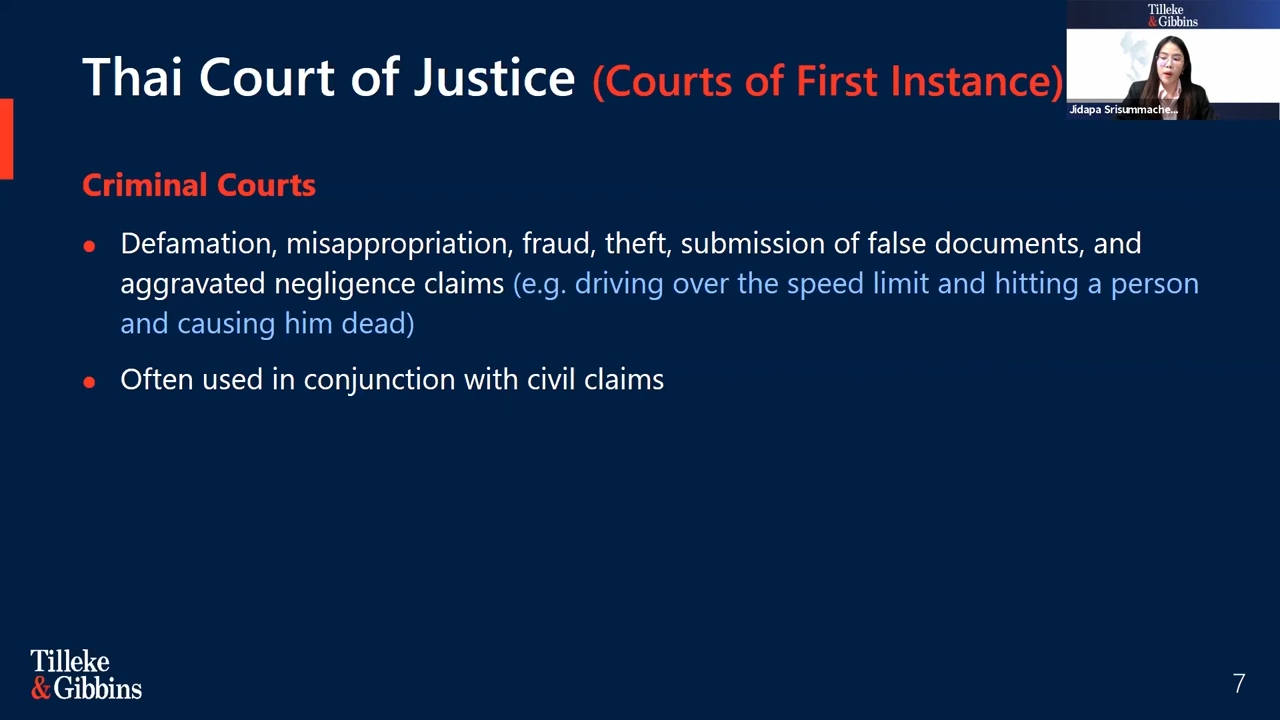 Thai Court of Justice (Courts of First Instance)
Tilleke
&Gibbins
Jidapa Srisummache...
Criminal Courts
Defamation, misappropriation, fraud, theft, submission of false documents, and
aggravated negligence claims (e.g. driving over the speed limit and hitting a person
and causing him dead)
Often used in conjunction with civil claims
Tilleke
&Gibbins
7